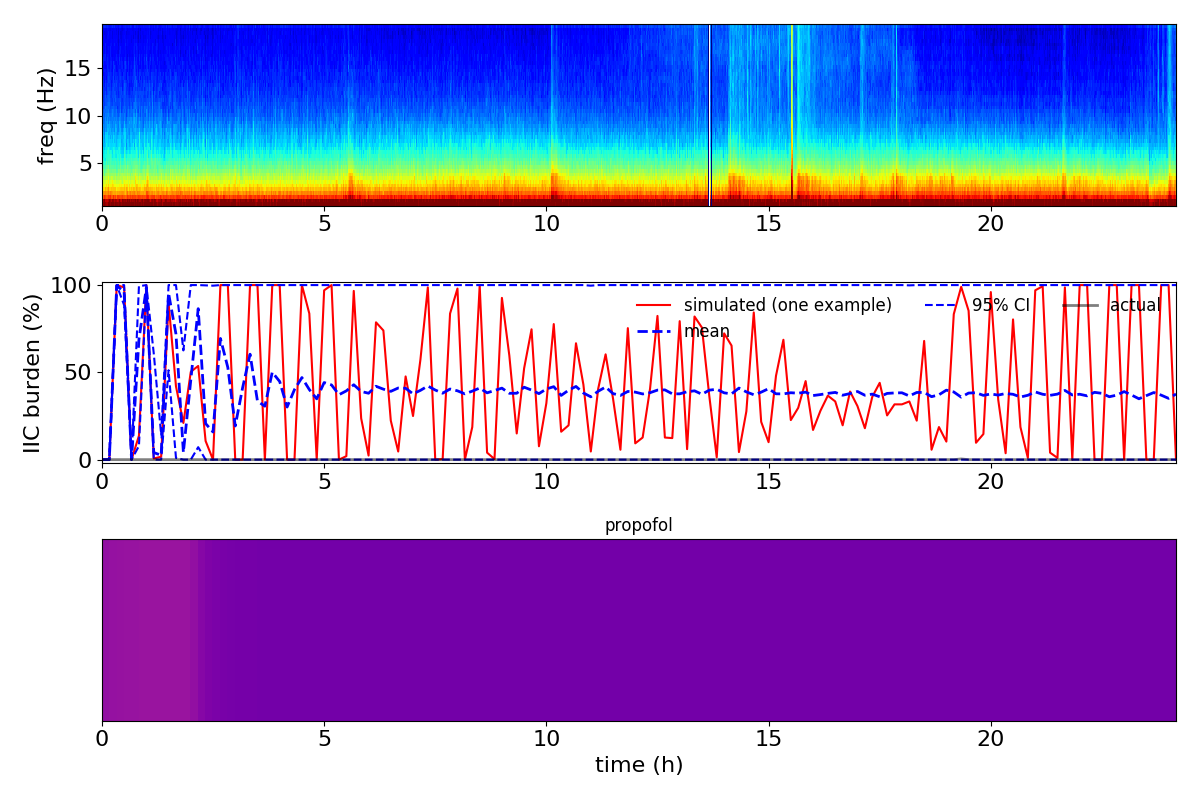 freq (Hz)
15
10
5
0 5 10 15 20
IIC burden (%)
100
50
0
simulated (one example) 95% CI actual
mean
0 5 10 15 20
propofol
0 5 10 15 20
time (h)